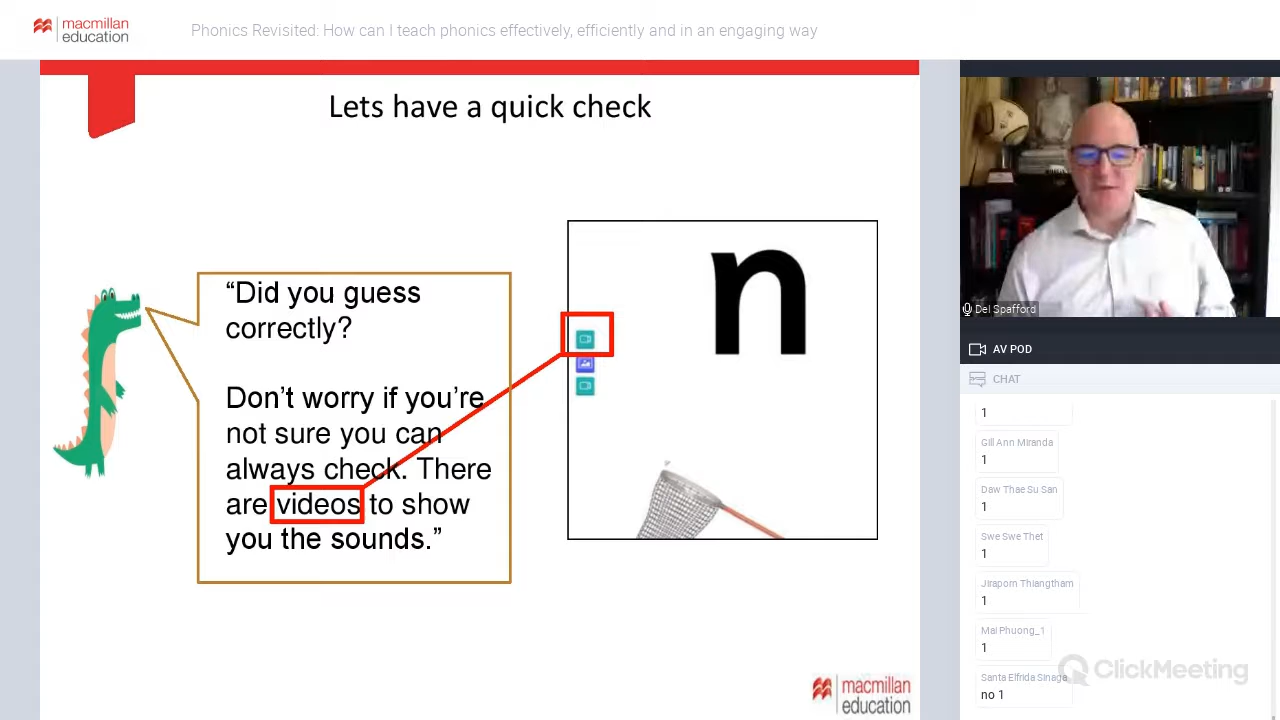 macmillan
education
Phonics Revisited: How can I teach phonics effectively, efficiently and in an engaging way
Lets have a quick check
“Did you guess
correctly?
Don’t worry if you’re
not sure you can
always check. There
are videos to show
you the sounds.”
n
macmillan
education
Del Spafford
AV POD
CHAT
1
Gill Ann Miranda
1
Daw Thae Su San
1
Swe Swe Thet
1
Jiraporn Thiangtham
1
Mai Phuong_1
1
Santa Elfrida Sinaga
no 1
ClickMeeting